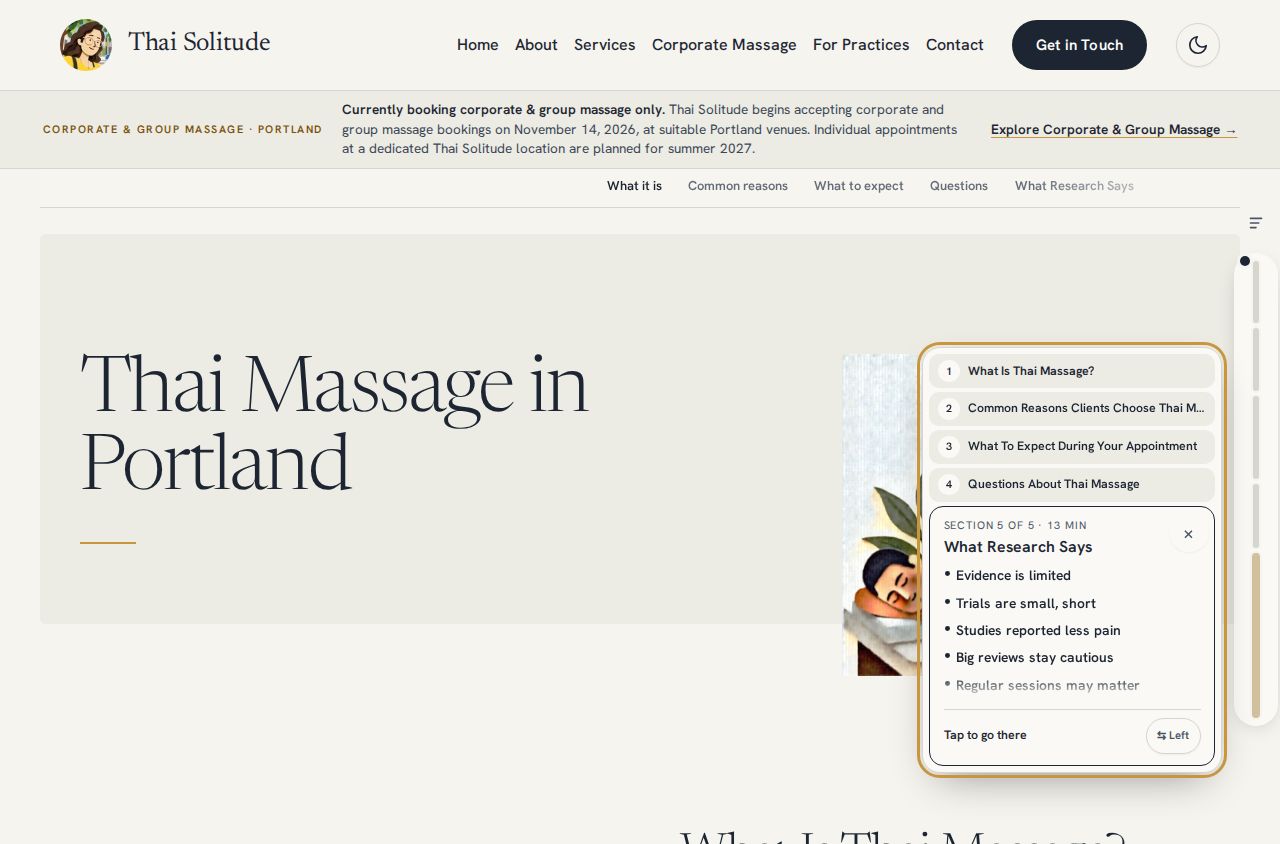 Thai Solitude
Home About Services Corporate Massage For Practices Contact Get in Touch
CORPORATE & GROUP MASSAGE · PORTLAND
Currently booking corporate & group massage only. Thai Solitude begins accepting corporate and
group massage bookings on November 14, 2026, at suitable Portland venues. Individual appointments
at a dedicated Thai Solitude location are planned for summer 2027.
Explore Corporate & Group Massage →
What it is Common reasons What to expect Questions What Research Says
Thai Massage in
Portland
1 What Is Thai Massage?
2 Common Reasons Clients Choose Thai M...
3 What To Expect During Your Appointment
4 Questions About Thai Massage
SECTION 5 OF 5 · 13 MIN
What Research Says
• Evidence is limited
• Trials are small, short
• Studies reported less pain
• Big reviews stay cautious
• Regular sessions may matter
Tap to go there
⇆ Left
What Is Thai Massage?